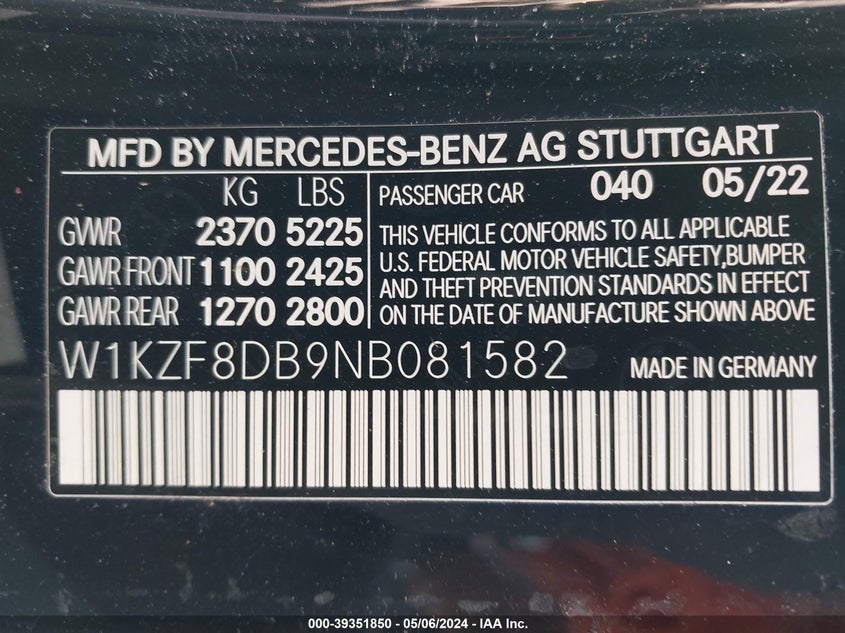 MFD BY MERCEDES-BENZ AG STUTTGART
KG LBS
GVWR 2370 5225
GAWR FRONT 1100 2425
GAWR REAR 1270 2800
PASSENGER CAR 040 05/22
THIS VEHICLE CONFORMS TO ALL APPLICABLE
U.S. FEDERAL MOTOR VEHICLE SAFETY,BUMPER
AND THEFT PREVENTION STANDARDS IN EFFECT
ON THE DATE OF MANUFACTURE SHOWN ABOVE
W1KZF8DB9NB081582 MADE IN GERMANY
000-39351850 - 05/06/2024 - IAA Inc.